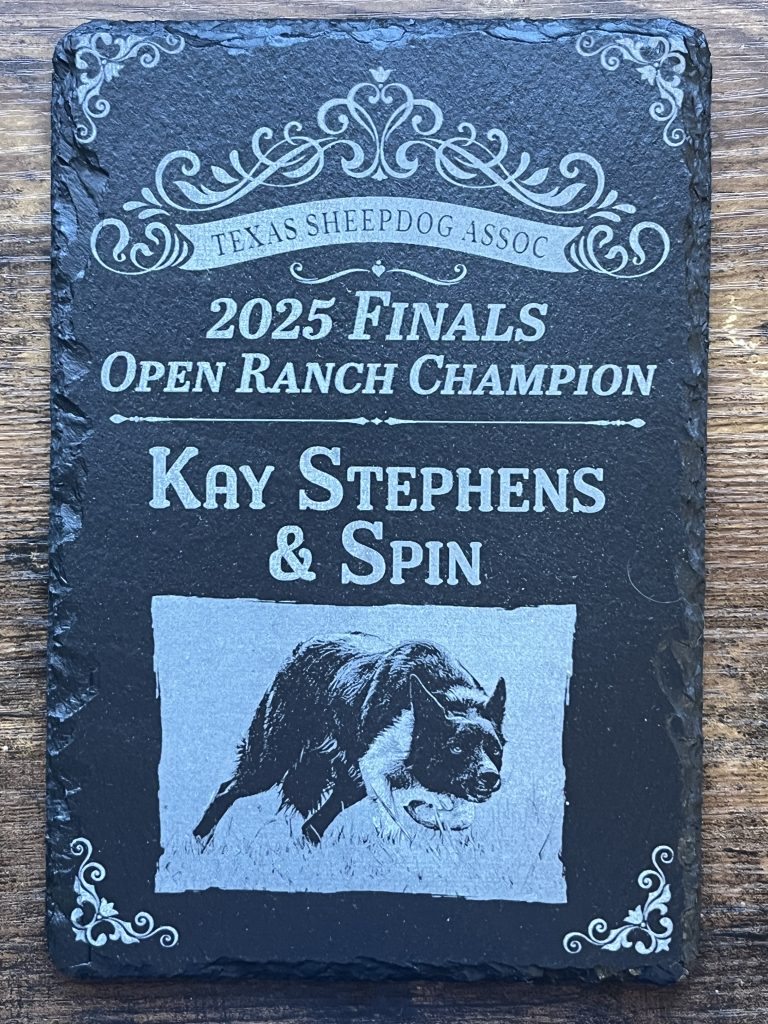 TEXAS SHEEPDOG ASSOC
2025 FINALS
OPEN RANCH CHAMPION
KAY STEPHENS
& SPIN